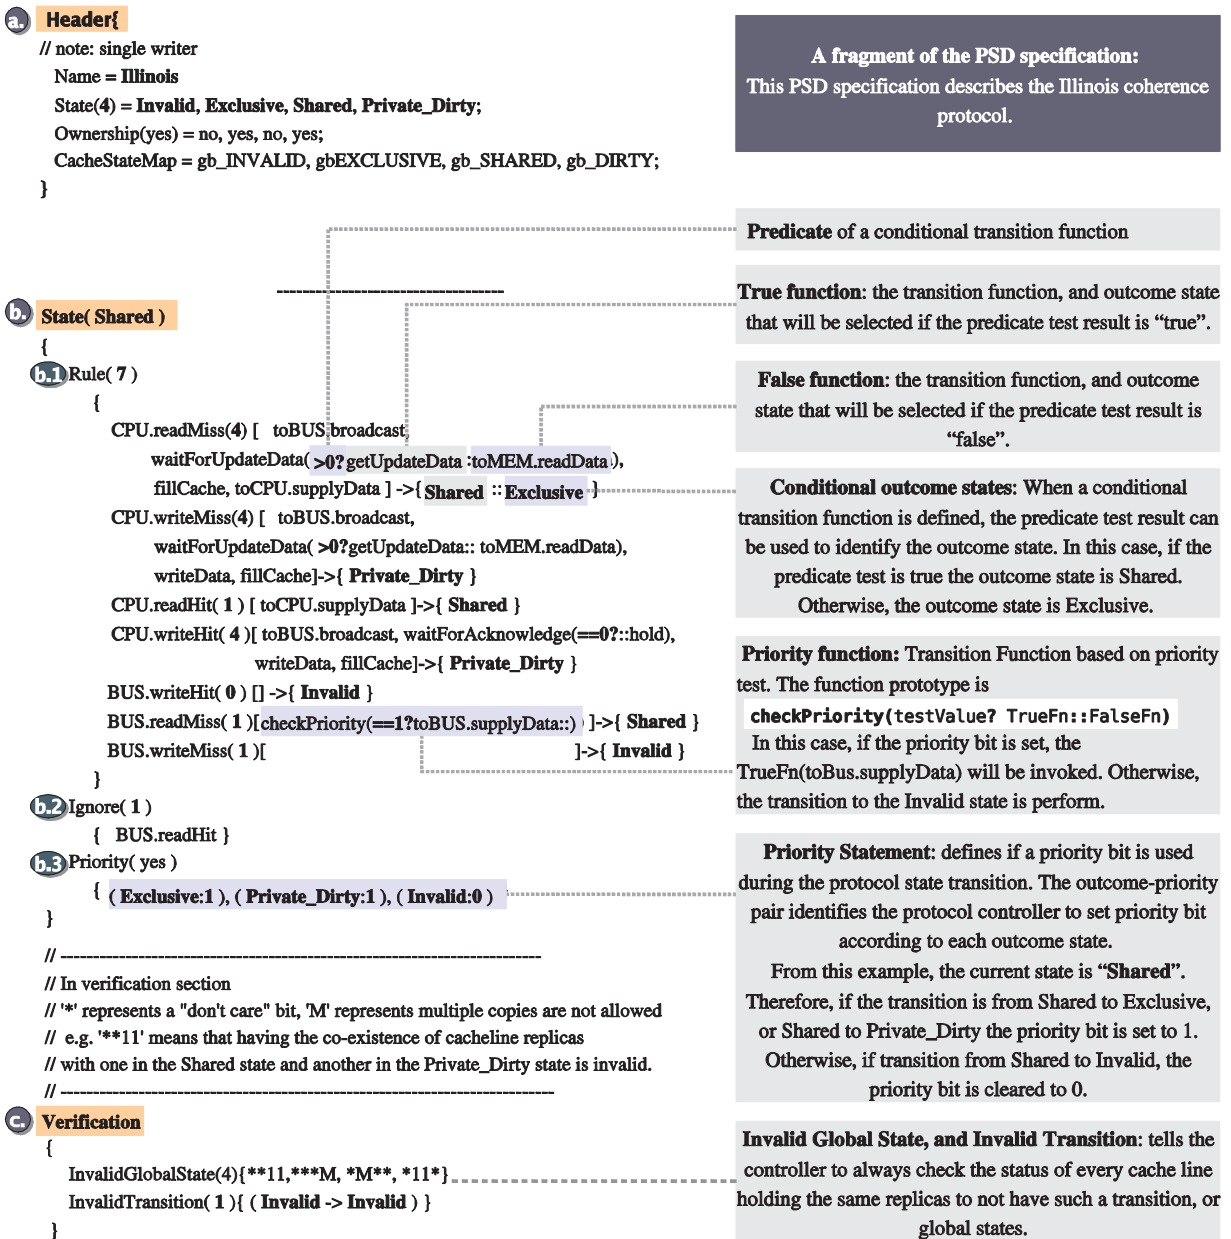 a. Header{
// note: single writer
Name = Illinois
State(4) = Invalid, Exclusive, Shared, Private_Dirty;
Ownership(yes) = no, yes, no, yes;
CacheStateMap = gb_INVALID, gbEXCLUSIVE, gb_SHARED, gb_DIRTY;
}
A fragment of the PSD specification:
This PSD specification describes the Illinois coherence
protocol.
-----------------------------------
b. State( Shared )
{
b.1 Rule( 7 )
{
CPU.readMiss(4) [ toBUS.broadcast,
waitForUpdateData( >0?getUpdateData :toMEM.readData),
fillCache, toCPU.supplyData ] ->{ Shared :: Exclusive }
CPU.writeMiss(4) [ toBUS.broadcast,
waitForUpdateData( >0?getUpdateData:: toMEM.readData),
writeData, fillCache]->{ Private_Dirty }
CPU.readHit( 1 ) [ toCPU.supplyData ]->{ Shared }
CPU.writeHit( 4 )[ toBUS.broadcast, waitForAcknowledge(==0?::hold),
writeData, fillCache]->{ Private_Dirty }
BUS.writeHit( 0 ) [] ->{ Invalid }
BUS.readMiss( 1 )[checkPriority(==1?toBUS.supplyData::) ]->{ Shared }
BUS.writeMiss( 1 )[ ]->{ Invalid }
}
b.2 Ignore( 1 )
{ BUS.readHit }
b.3 Priority( yes )
{ ( Exclusive:1 ), ( Private_Dirty:1 ), ( Invalid:0 )
}
// --------------------------------------------------------------------------
// In verification section
// '*' represents a "don't care" bit, 'M' represents multiple copies are not allowed
// e.g. '**11' means that having the co-existence of cacheline replicas
// with one in the Shared state and another in the Private_Dirty state is invalid.
// ----------------------------------------------------------------------------
c. Verification
{
InvalidGlobalState(4){**11,***M, *M**, *11*}
InvalidTransition( 1 ){ ( Invalid -> Invalid ) }
}
Predicate of a conditional transition function
True function: the transition function, and outcome state
that will be selected if the predicate test result is “true”.
False function: the transition function, and outcome
state that will be selected if the predicate test result is
“false”.
Conditional outcome states: When a conditional
transition function is defined, the predicate test result can
be used to identify the outcome state. In this case, if the
predicate test is true the outcome state is Shared.
Otherwise, the outcome state is Exclusive.
Priority function: Transition Function based on priority
test. The function prototype is
checkPriority(testValue? TrueFn::FalseFn)
In this case, if the priority bit is set, the
TrueFn(toBus.supplyData) will be invoked. Otherwise,
the transition to the Invalid state is perform.
Priority Statement: defines if a priority bit is used
during the protocol state transition. The outcome-priority
pair identifies the protocol controller to set priority bit
according to each outcome state.
From this example, the current state is “Shared”.
Therefore, if the transition is from Shared to Exclusive,
or Shared to Private_Dirty the priority bit is set to 1.
Otherwise, if transition from Shared to Invalid, the
priority bit is cleared to 0.
Invalid Global State, and Invalid Transition: tells the
controller to always check the status of every cache line
holding the same replicas to not have such a transition, or
global states.